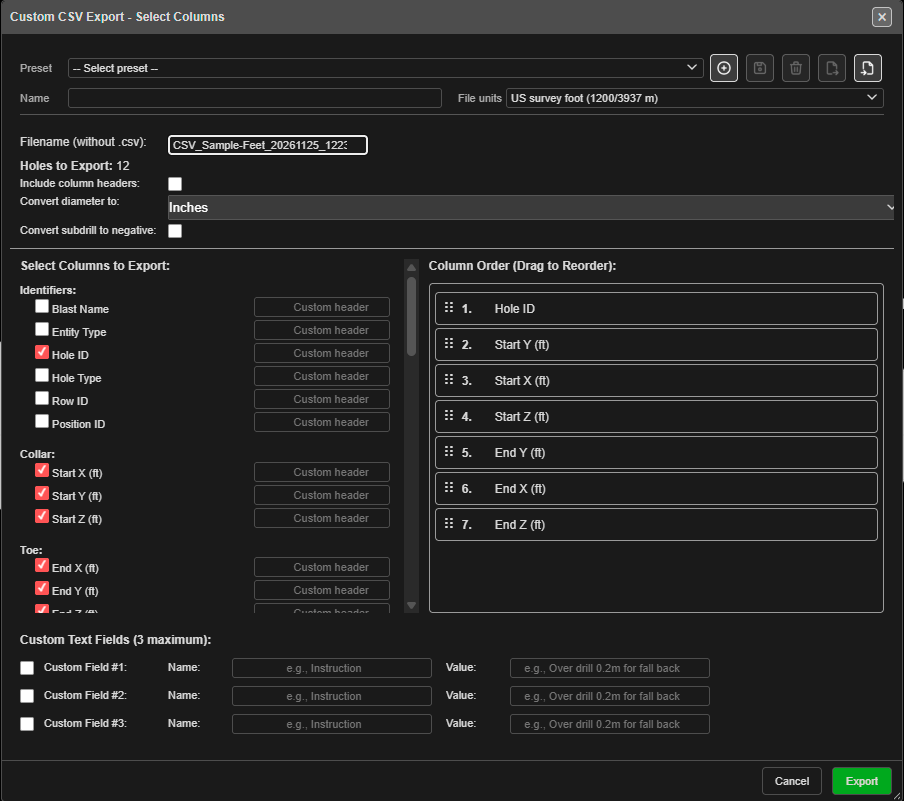 Custom CSV Export - Select Columns
Preset
-- Select preset --
Name
File units
US survey foot (1200/3937 m)
Filename (without .csv):
CSV_Sample-Feet_20261125_1223
Holes to Export: 12
Include column headers:
Convert diameter to:
Inches
Convert subdrill to negative:
Select Columns to Export:
Identifiers:
Blast Name Custom header
Entity Type Custom header
Hole ID Custom header
Hole Type Custom header
Row ID Custom header
Position ID Custom header
Collar:
Start X (ft) Custom header
Start Y (ft) Custom header
Start Z (ft) Custom header
Toe:
End X (ft) Custom header
End Y (ft) Custom header
End Z (ft) Custom header
Column Order (Drag to Reorder):
1. Hole ID
2. Start Y (ft)
3. Start X (ft)
4. Start Z (ft)
5. End Y (ft)
6. End X (ft)
7. End Z (ft)
Custom Text Fields (3 maximum):
Custom Field #1: Name: e.g., Instruction Value: e.g., Over drill 0.2m for fall back
Custom Field #2: Name: e.g., Instruction Value: e.g., Over drill 0.2m for fall back
Custom Field #3: Name: e.g., Instruction Value: e.g., Over drill 0.2m for fall back
Cancel
Export